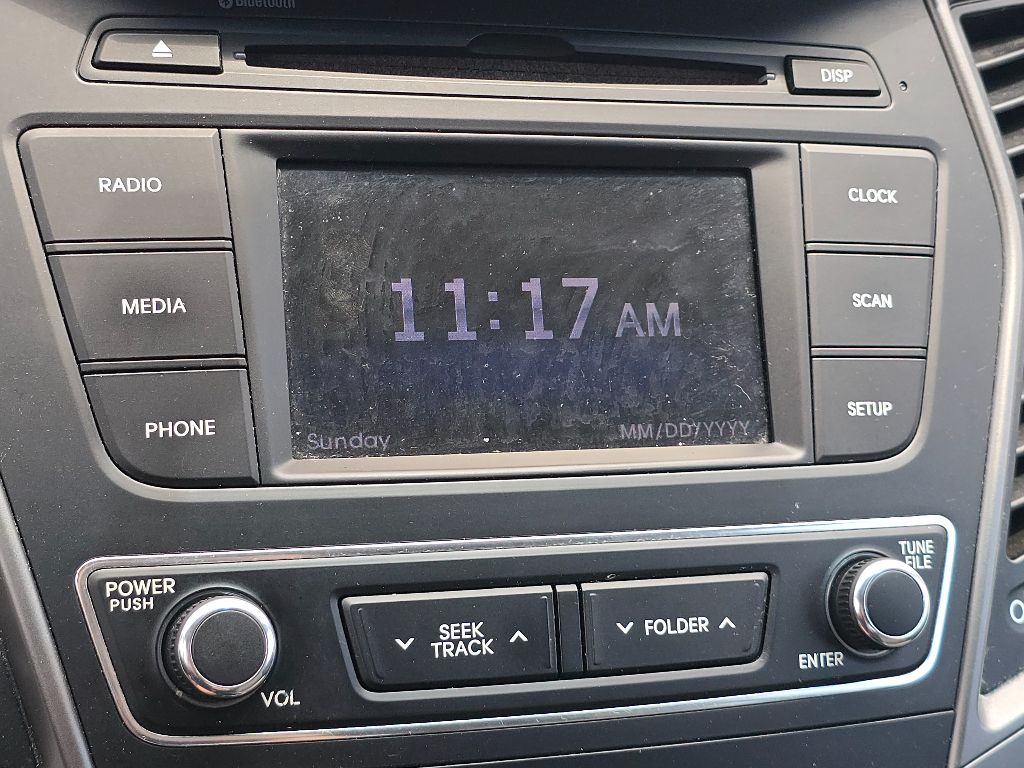 Bluetooth
DISP
RADIO
CLOCK
MEDIA
11:17 AM
SCAN
PHONE
SETUP
Sunday
MM/DD/YYYY
POWER
PUSH
VOL
SEEK
TRACK
FOLDER
TUNE
FILE
ENTER